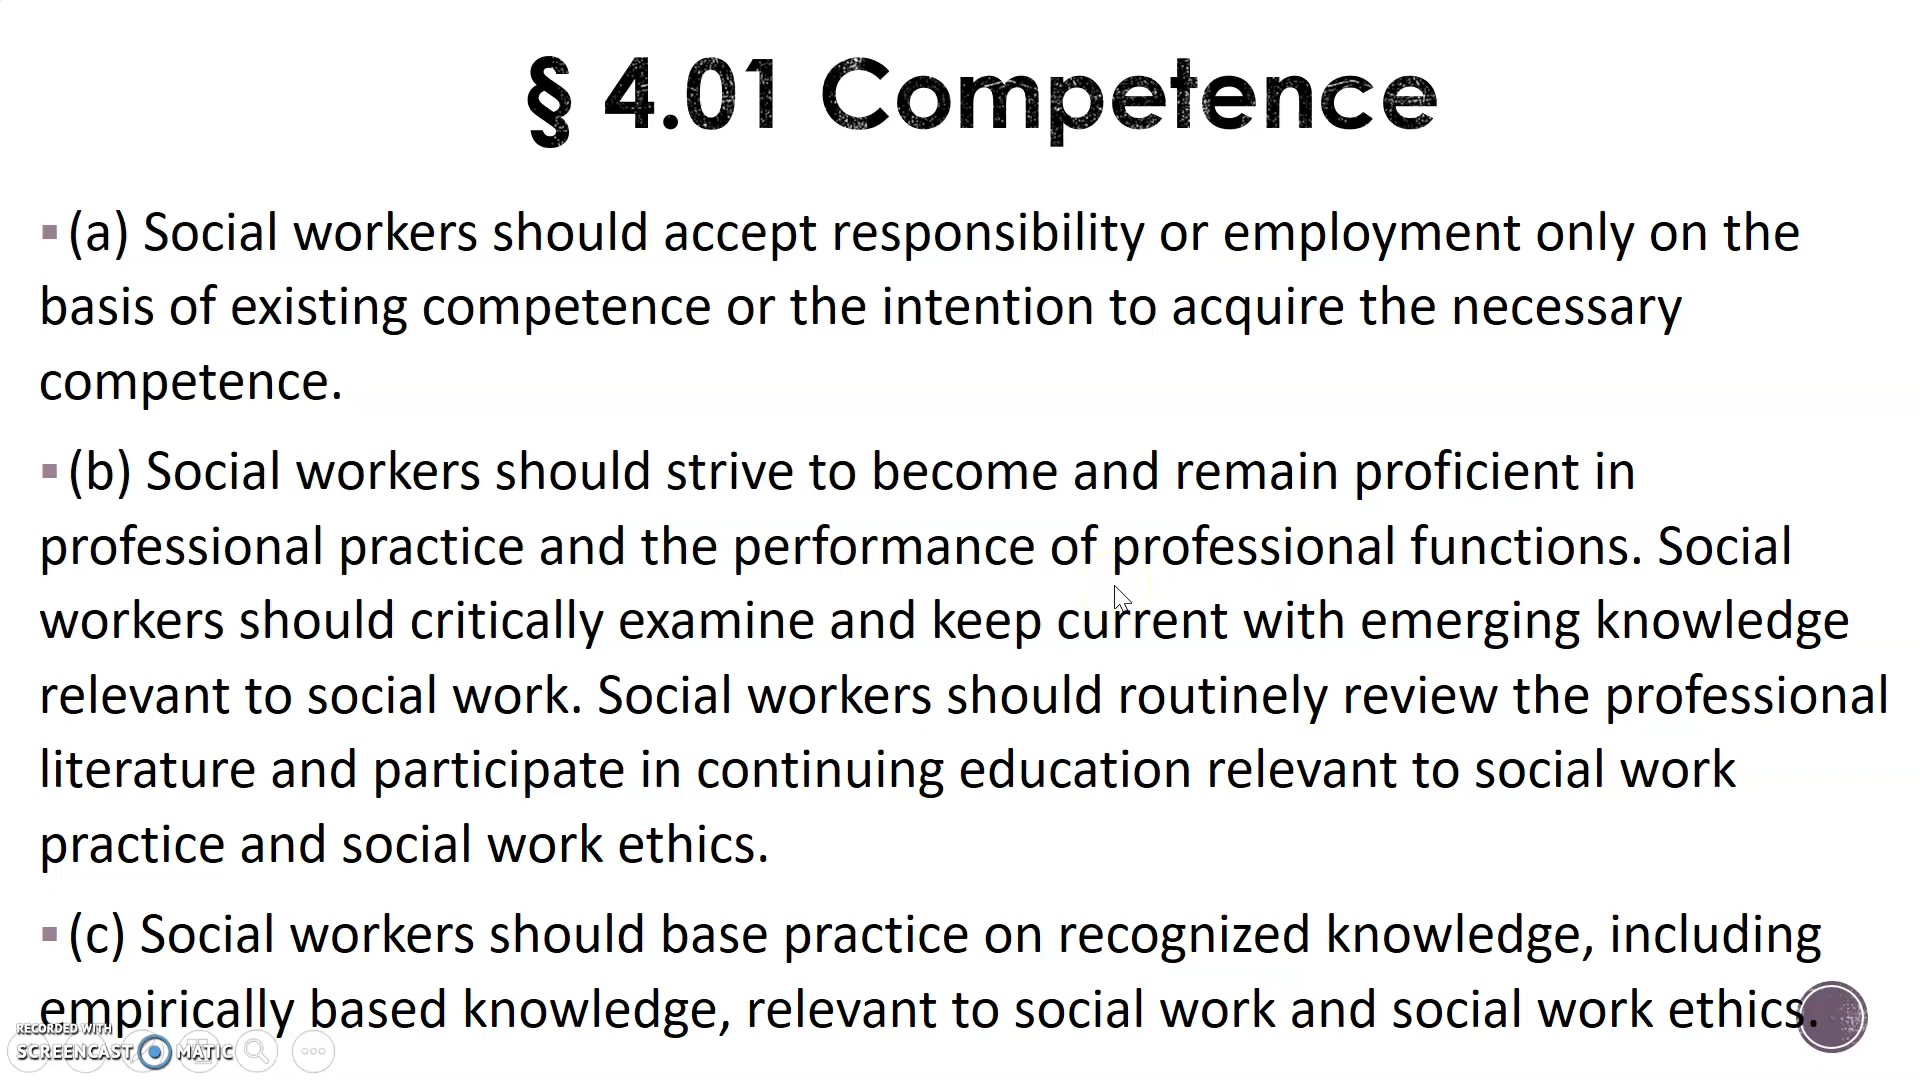 § 4.01 Competence
(a) Social workers should accept responsibility or employment only on the
basis of existing competence or the intention to acquire the necessary
competence.
(b) Social workers should strive to become and remain proficient in
professional practice and the performance of professional functions. Social
workers should critically examine and keep current with emerging knowledge
relevant to social work. Social workers should routinely review the professional
literature and participate in continuing education relevant to social work
practice and social work ethics.
(c) Social workers should base practice on recognized knowledge, including
empirically based knowledge, relevant to social work and social work ethics.
RECORDED WITH
SCREENCAST MATIC